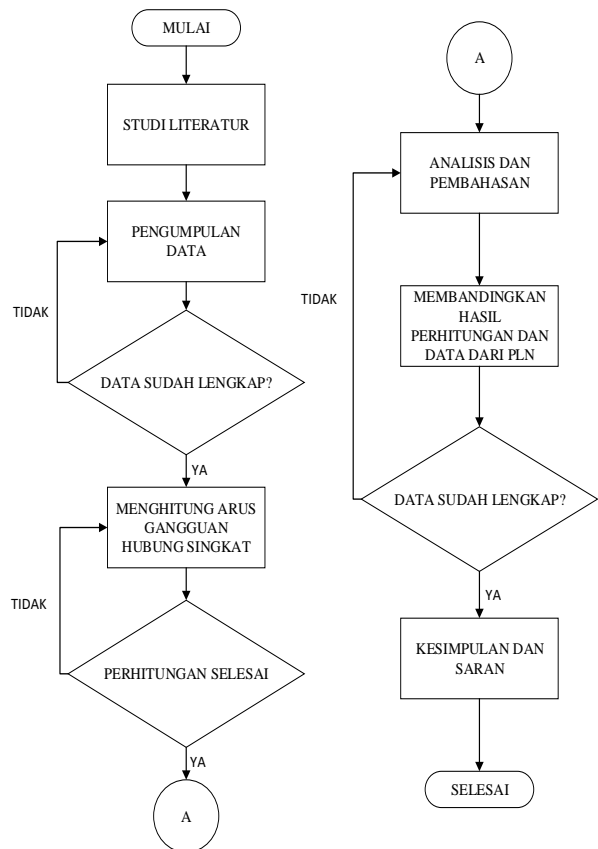 MULAI
STUDI LITERATUR
PENGUMPULAN
DATA
TIDAK
DATA SUDAH LENGKAP?
YA
MENGHITUNG ARUS
GANGGUAN
HUBUNG SINGKAT
TIDAK
PERHITUNGAN SELESAI
YA
A
A
ANALISIS DAN
PEMBAHASAN
TIDAK
MEMBANDINGKAN
HASIL
PERHITUNGAN DAN
DATA DARI PLN
DATA SUDAH LENGKAP?
YA
KESIMPULAN DAN
SARAN
SELESAI